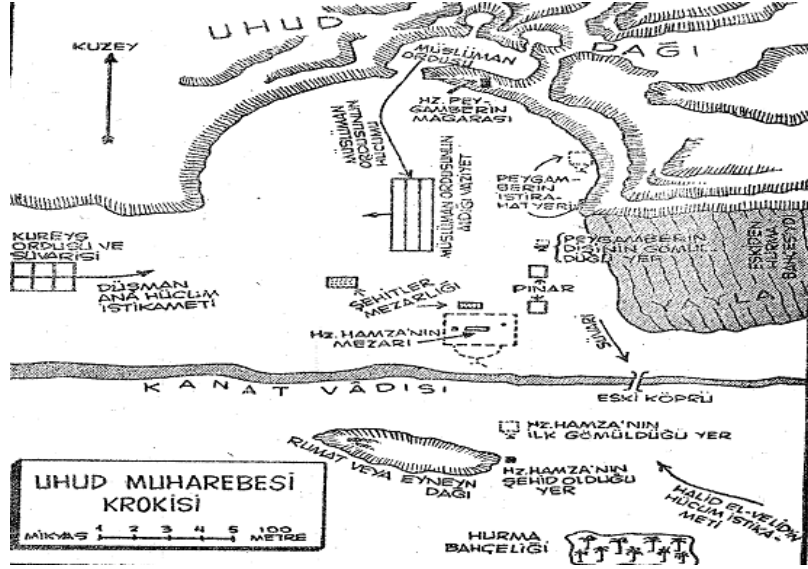 UHUD DAĞI
KUZEY
MÜSLÜMAN
ORDUSU
HZ. PEY-
GAMBERİN
MAĞARASI
MÜSLÜMAN
ORDUSUNUN
HÜCUMU
MÜSLÜMAN ORDUSUNUN
ALDIĞI VAZİYET
PEYGAM-
BERİN
İSTİRA-
HAT YERİ
KUREYŞ
ORDUSU VE
SÜVARİSİ
DÜŞMAN
ANA HÜCUM
İSTİKAMETİ
PEYGAMBERİN
DİŞİNİN GÖMÜL-
DÜĞÜ YER
ESKİDEN
HURMA
BAHÇESİYDİ
PINAR
ŞEHİTLER
MEZARLIĞI
HZ. HAMZA'NIN
MEZARI
SÜVARİ
KANAT VÂDİSİ
ESKİ KÖPRÜ
HZ. HAMZA'NIN
İLK GÖMÜLDÜĞÜ YER
RUMAT VEYA EYNEYN
DAĞI
HZ. HAMZA'NIN
ŞEHİD OLDUĞU
YER
HALİD EL-VELİDİN
HÜCUM İSTİKA-
METİ
UHUD MUHAREBESİ
KROKİSİ
MİKYAS 1 2 3 4 5 100
METRE
HURMA
BAHÇELİĞİ